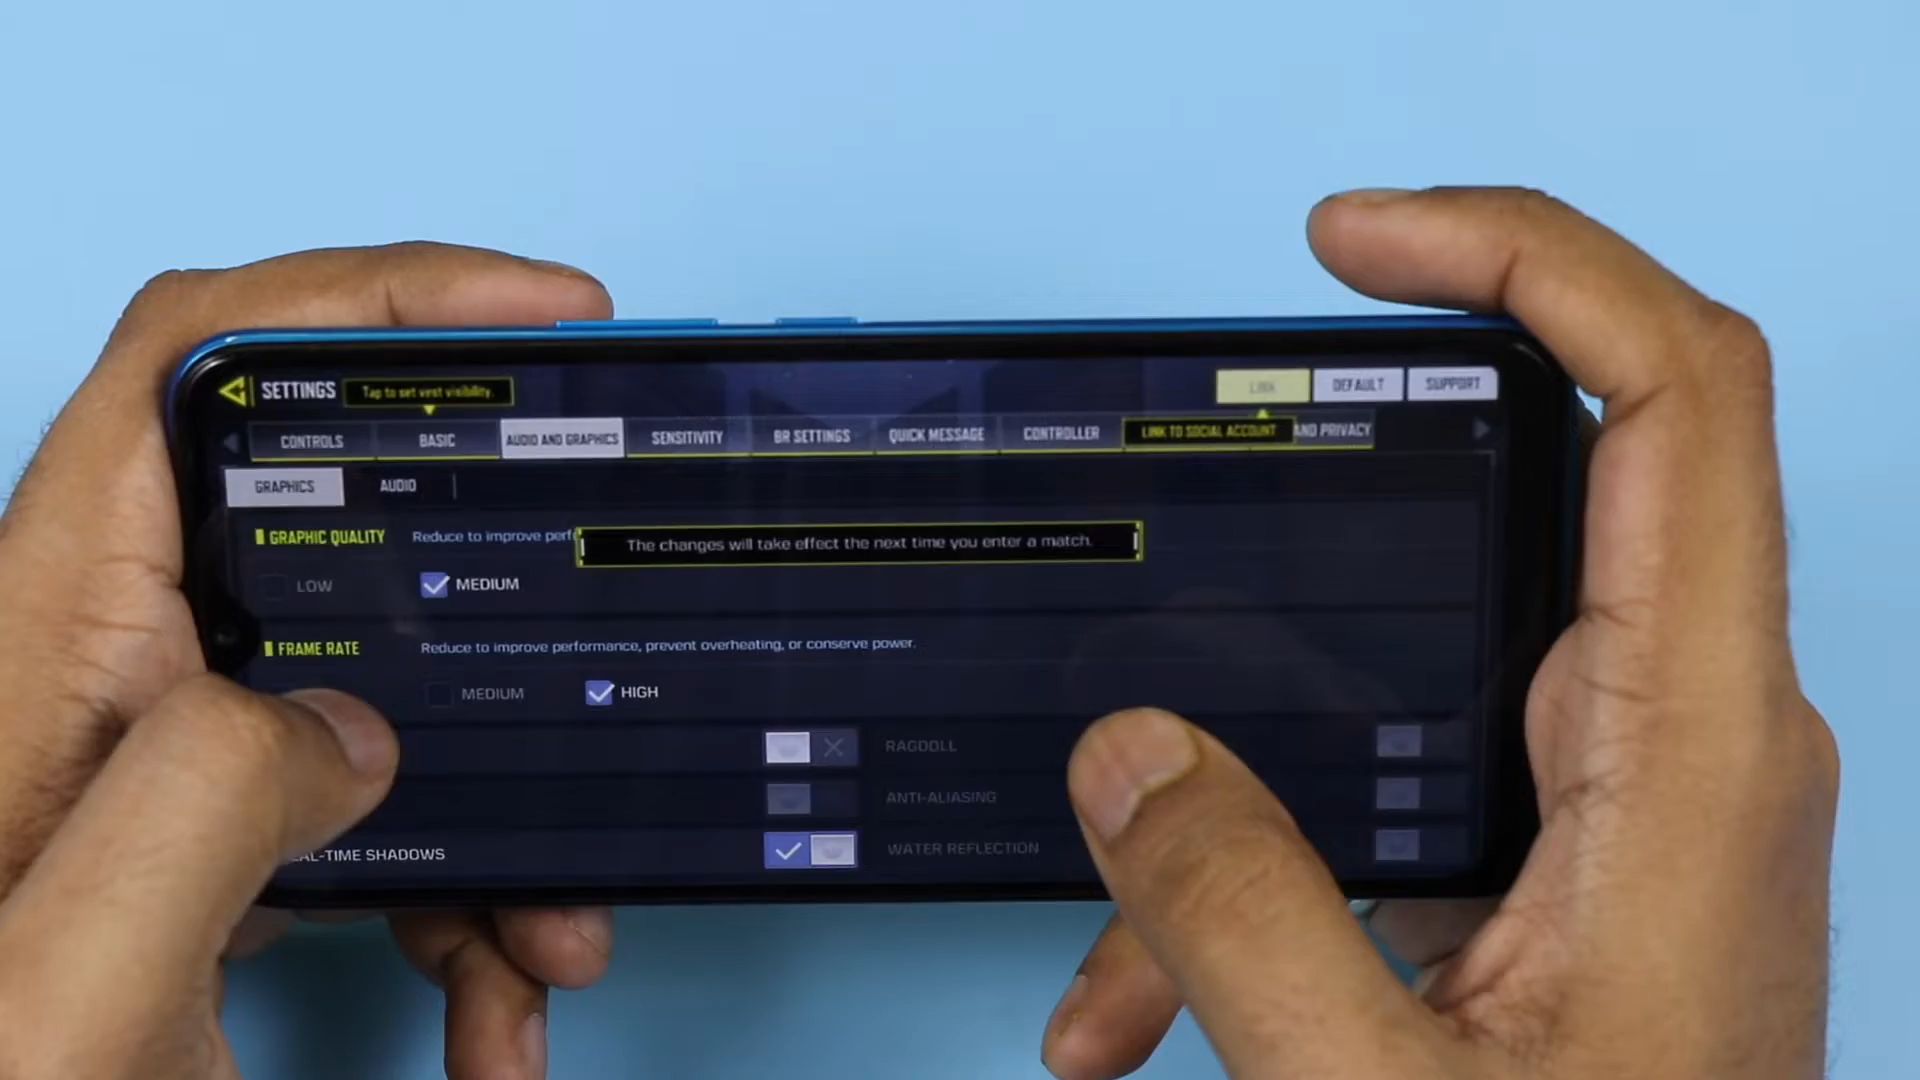 SETTINGS Tap to set vest visibility. LINK DEFAULT SUPPORT
CONTROLS BASIC AUDIO AND GRAPHICS SENSITIVITY BR SETTINGS QUICK MESSAGE CONTROLLER LINK TO SOCIAL ACCOUNT AND PRIVACY
GRAPHICS AUDIO
GRAPHIC QUALITY Reduce to improve perf
The changes will take effect the next time you enter a match.
LOW MEDIUM
FRAME RATE Reduce to improve performance, prevent overheating, or conserve power.
MEDIUM HIGH
RAGDOLL
ANTI-ALIASING
EAL-TIME SHADOWS WATER REFLECTION